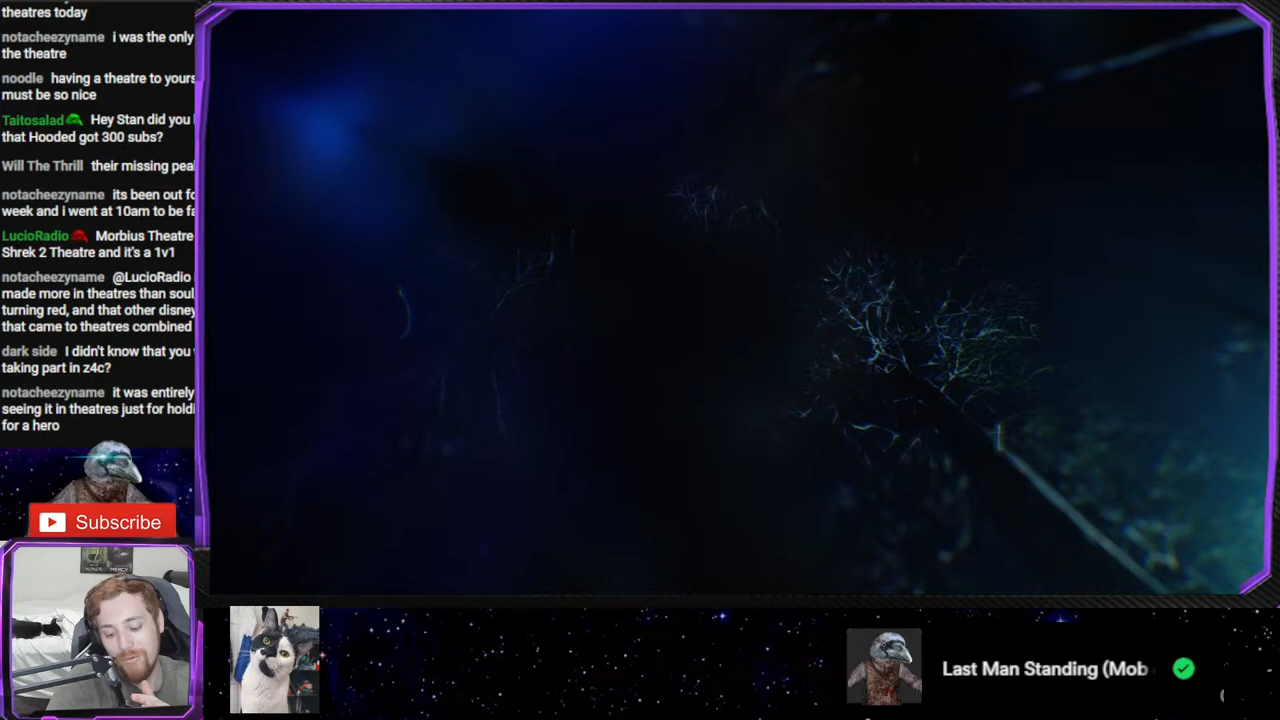 theatres today
notacheezyname i was the only
the theatre
noodle having a theatre to yours
must be so nice
Taitosalad Hey Stan did you
that Hooded got 300 subs?
Will The Thrill their missing pea
notacheezyname its been out fo
week and i went at 10am to be fa
LucioRadio Morbius Theatre
Shrek 2 Theatre and it's a 1v1
notacheezyname @LucioRadio
made more in theatres than soul
turning red, and that other disney
that came to theatres combined
dark side I didn't know that you
taking part in z4c?
notacheezyname it was entirely
seeing it in theatres just for holdi
for a hero
Subscribe
MERCY
Last Man Standing (Mob